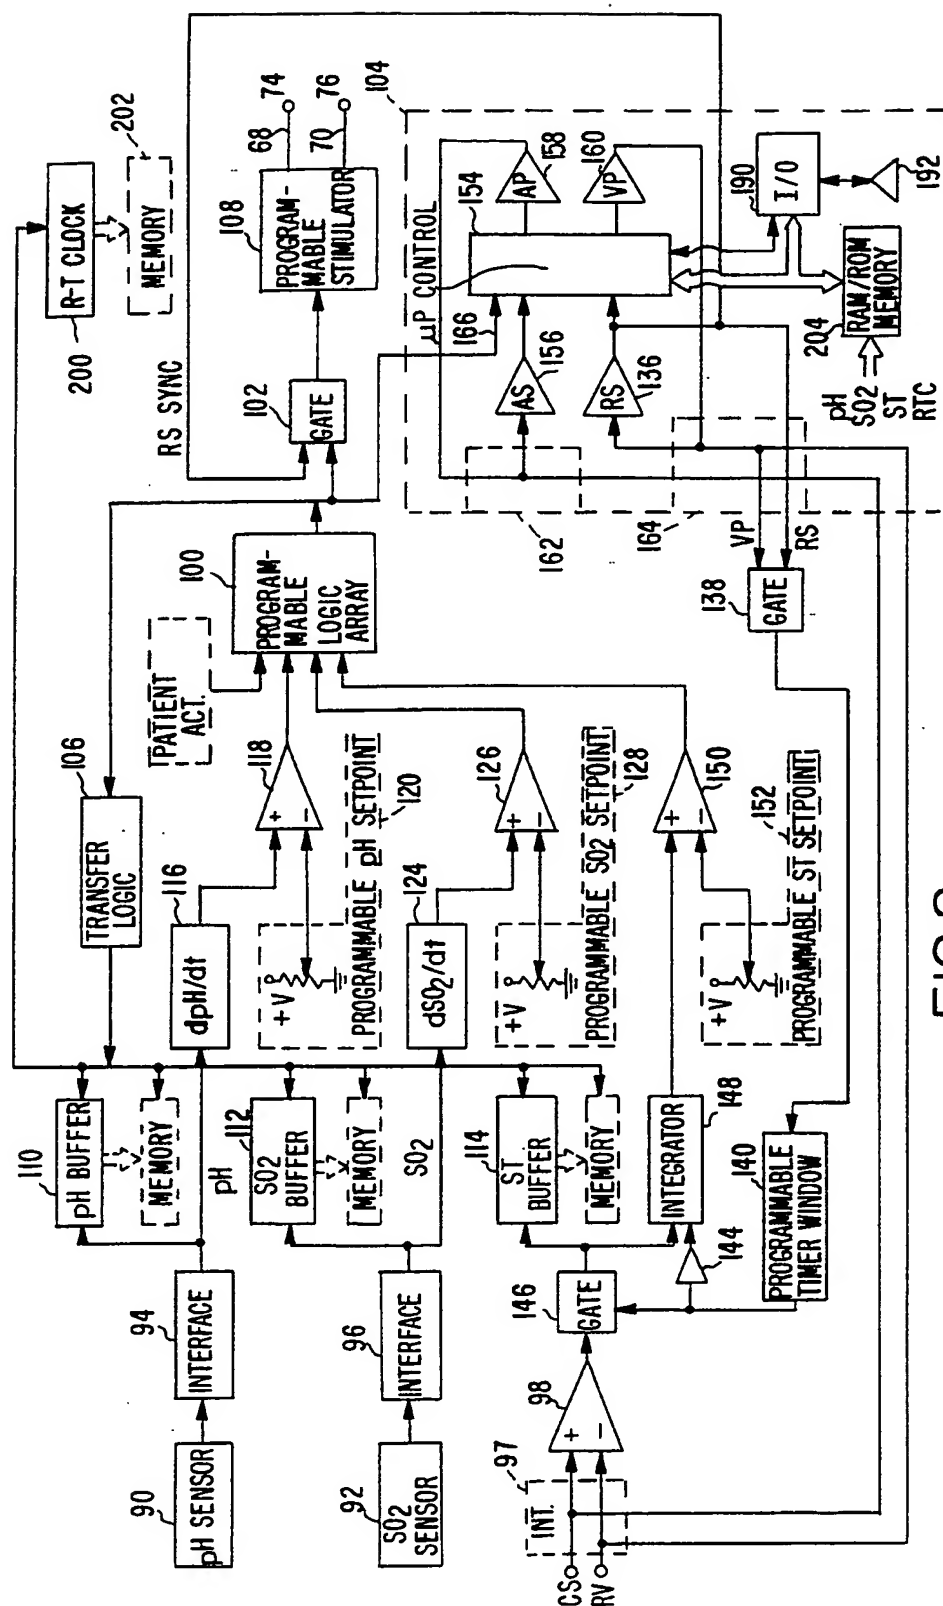 90
pH SENSOR
94
INTERFACE
110
pH BUFFER
MEMORY
pH
92
SO2
SENSOR
96
INTERFACE
112
SO2
BUFFER
MEMORY
SO2
97
INT.
CS
RV
+
−
98
146
GATE
114
ST
BUFFER
MEMORY
144
INTEGRATOR
148
140
PROGRAMMABLE
TIMER WINDOW
106
TRANSFER
LOGIC
116
dpH/dt
+V
PROGRAMMABLE pH SETPOINT
120
+
−
118
124
dSO2/dt
+V
PROGRAMMABLE SO2 SETPOINT
128
+
−
126
+V
PROGRAMMABLE ST SETPOINT
152
+
−
150
PATIENT
ACT.
100
PROGRAM-
MABLE
LOGIC
ARRAY
RS SYNC
102
GATE
108
PROGRAM-
MABLE
STIMULATOR
68
74
70
76
200
R-T CLOCK
MEMORY
202
104
μP CONTROL
166
154
AS
156
RS
136
AP
158
VP
160
162
164
VP
RS
138
GATE
190
I/O
192
204
RAM/ROM
MEMORY
pH
SO2
ST
RTC